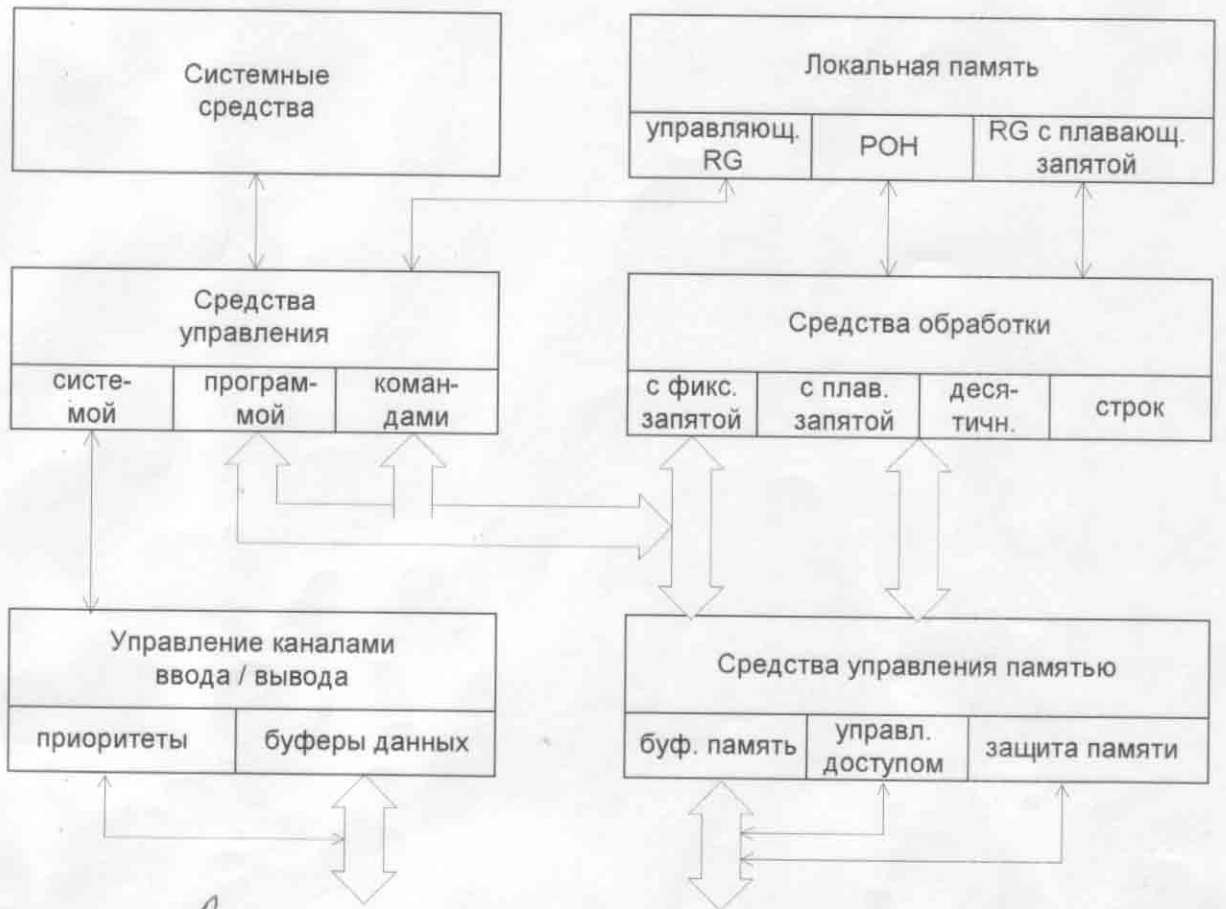 Системные
средства
Локальная память
управляющ.
RG
РОН
RG с плавающ.
запятой
Средства
управления
систе-
мой
програм-
мой
коман-
дами
Средства обработки
с фикс.
запятой
с плав.
запятой
деся-
тичн.
строк
Управление каналами
ввода / вывода
приоритеты
буферы данных
Средства управления памятью
буф. память
управл.
доступом
защита памяти